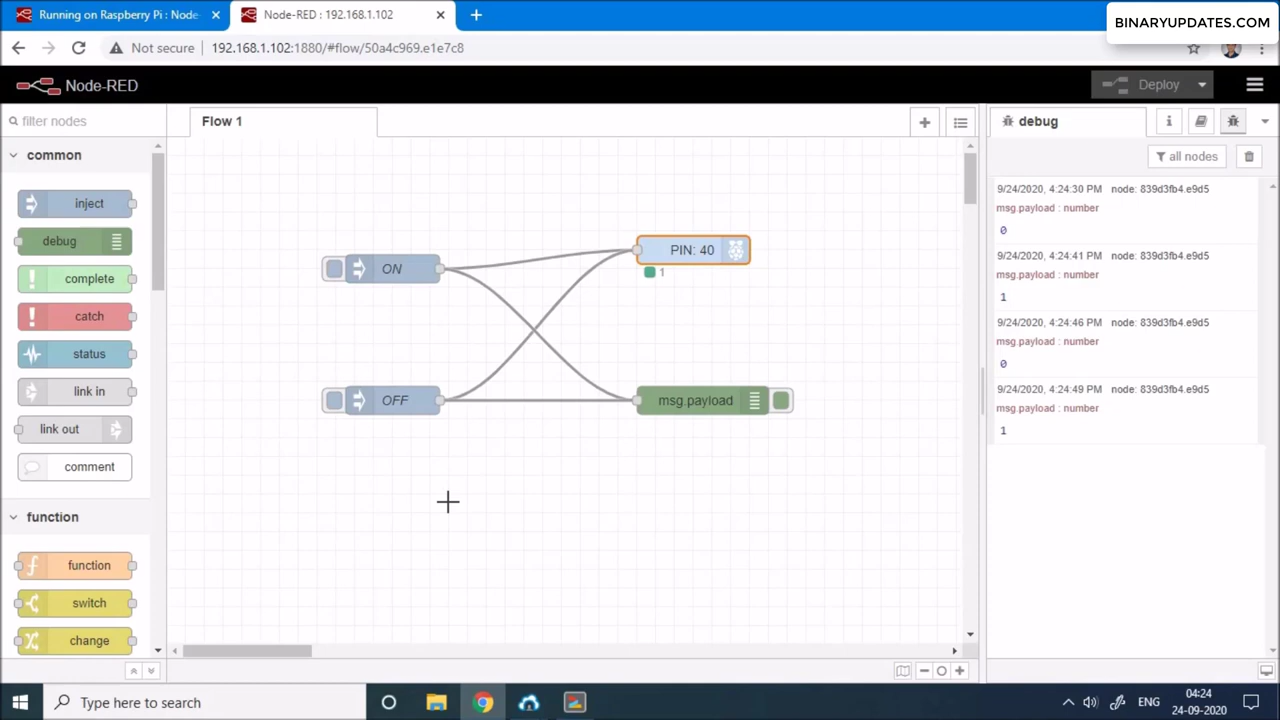 Running on Raspberry Pi : Node-
Node-RED : 192.168.1.102
BINARYUPDATES.COM
Not secure
192.168.1.102:1880/#flow/50a4c969.e1e7c8
Node-RED
Deploy
filter nodes
Flow 1
debug
i
common
all nodes
inject
debug
complete
catch
status
link in
link out
comment
function
function
switch
change
ON
PIN: 40
1
OFF
msg.payload
9/24/2020, 4:24:30 PM node: 839d3fb4.e9d5
msg.payload : number
0
9/24/2020, 4:24:41 PM node: 839d3fb4.e9d5
msg.payload : number
1
9/24/2020, 4:24:46 PM node: 839d3fb4.e9d5
msg.payload : number
0
9/24/2020, 4:24:49 PM node: 839d3fb4.e9d5
msg.payload : number
1
Type here to search
ENG
04:24
24-09-2020